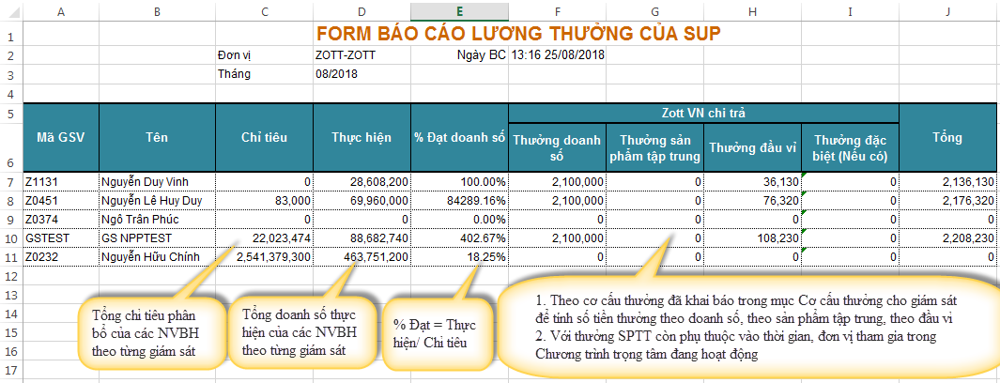 A B C D E F G H I J
1 FORM BÁO CÁO LƯƠNG THƯỞNG CỦA SUP
2 Đơn vị ZOTT-ZOTT Ngày BC 13:16 25/08/2018
3 Tháng 08/2018
4
5 Zott VN chi trả
6 Mã GSV Tên Chỉ tiêu Thực hiện % Đạt doanh số Thưởng doanh số Thưởng sản phẩm tập trung Thưởng đầu vỉ Thưởng đặc biệt (Nếu có) Tổng
7 Z1131 Nguyễn Duy Vinh 0 28,608,200 100.00% 2,100,000 0 36,130 0 2,136,130
8 Z0451 Nguyễn Lê Huy Duy 83,000 69,960,000 84289.16% 2,100,000 0 76,320 0 2,176,320
9 Z0374 Ngô Trân Phúc 0 0 0.00% 0 0 0 0 0
10 GSTEST GS NPPTEST 22,023,474 88,682,740 402.67% 2,100,000 0 108,230 0 2,208,230
11 Z0232 Nguyễn Hữu Chính 2,541,379,300 463,751,200 18.25% 0 0 0 0 0
12
13
14
15
16
17
Tổng chỉ tiêu phân
bổ của các NVBH
theo từng giám sát
Tổng doanh số thực
hiện của các NVBH
theo từng giám sát
% Đạt = Thực
hiện/ Chỉ tiêu
1. Theo cơ cấu thưởng đã khai báo trong mục Cơ cấu thưởng cho giám sát
để tính số tiền thưởng theo doanh số, theo sản phẩm tập trung, theo đầu vỉ
2. Với thưởng SPTT còn phụ thuộc vào thời gian, đơn vị tham gia trong
Chương trình trọng tâm đang hoạt động